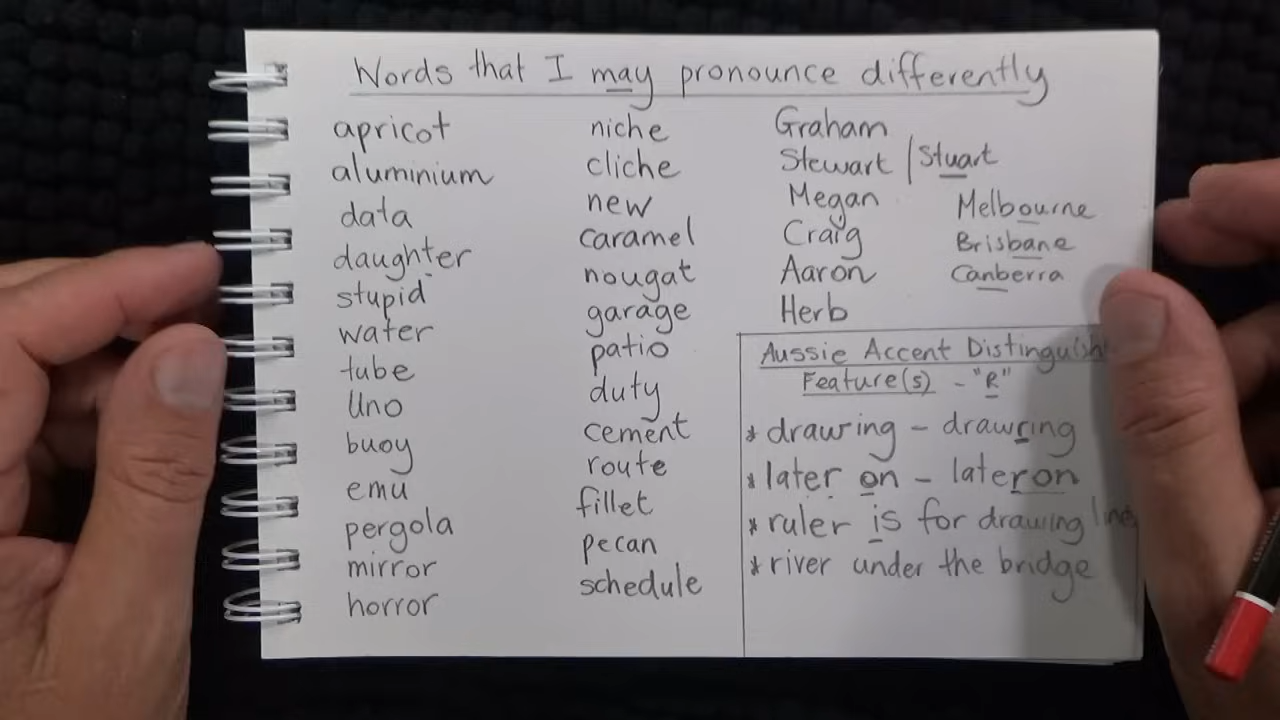 Words that I may pronounce differently
apricot
aluminium
data
daughter
stupid
water
tube
Uno
buoy
emu
pergola
mirror
horror
niche
cliche
new
caramel
nougat
garage
patio
duty
cement
route
fillet
pecan
schedule
Graham
Stewart / Stuart
Megan
Craig
Aaron
Herb
Melbourne
Brisbane
Canberra
Aussie Accent Distinguish
Feature(s) - "R"
* drawing - drawring
* later on - later on
* ruler is for drawing lines
* river under the bridge